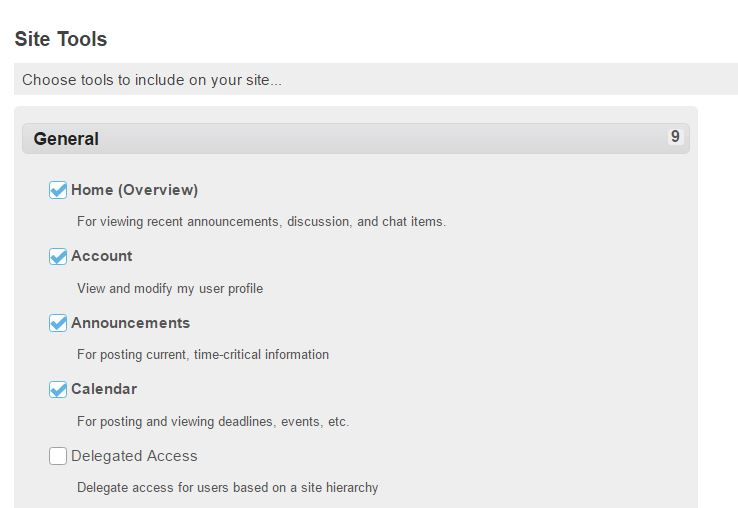 Site Tools
Choose tools to include on your site...
General 9
Home (Overview)
For viewing recent announcements, discussion, and chat items.
Account
View and modify my user profile
Announcements
For posting current, time-critical information
Calendar
For posting and viewing deadlines, events, etc.
Delegated Access
Delegate access for users based on a site hierarchy